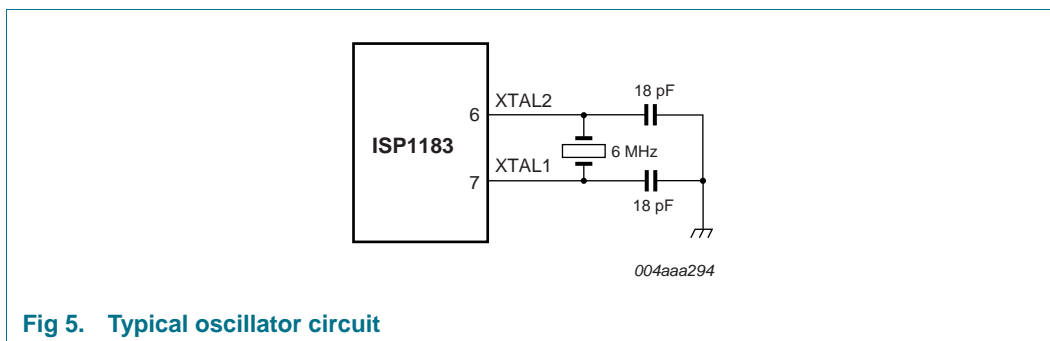 18 pF
XTAL2
6
ISP1183
6 MHz
XTAL1
7
18 pF
004aaa294
Fig 5. Typical oscillator circuit